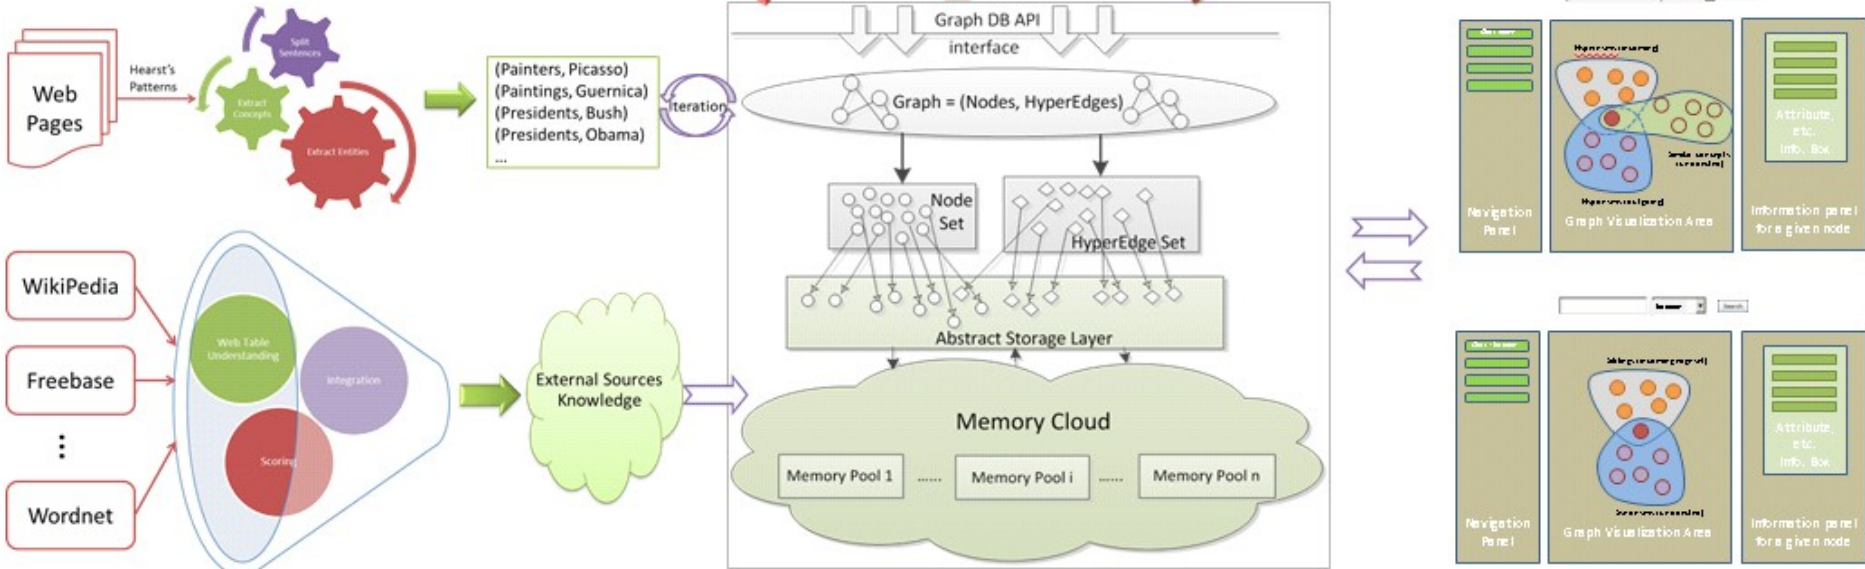 Web
Pages
Hearst's
Patterns
Split
Sentences
Extract
Concepts
Extract Entities
(Painters, Picasso)
(Paintings, Guernica)
(Presidents, Bush)
(Presidents, Obama)
...
Iteration
WikiPedia
Freebase
Wordnet
Web Table
Understanding
Integration
Scoring
External Sources
Knowledge
Graph DB API
interface
Graph = (Nodes, HyperEdges)
Node
Set
HyperEdge Set
Abstract Storage Layer
Memory Cloud
Memory Pool 1
......
Memory Pool i
......
Memory Pool n
Attribute,
etc.
Info. Box
Navigation
Panel
Graph Visualization Area
Information panel
for a given node
Search
Attribute,
etc.
Info. Box
Navigation
Panel
Graph Visualization Area
Information panel
for a given node